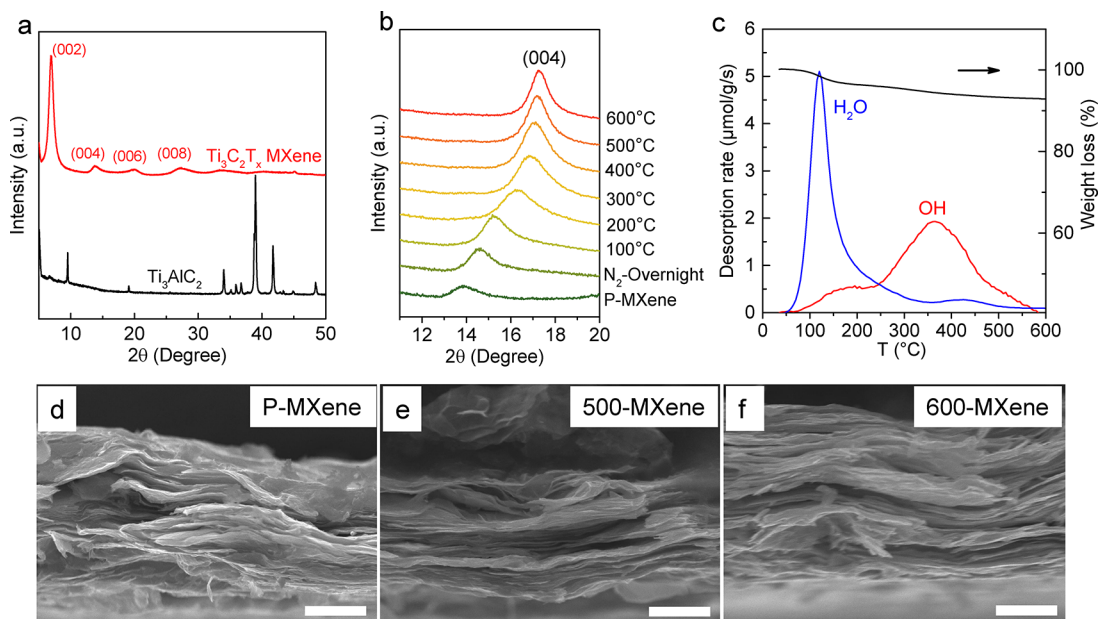 a
(002)
(004)
(006)
(008)
Ti3C2Tx MXene
Ti3AlC2
Intensity (a.u.)
10
20
30
40
50
2θ (Degree)
b
(004)
600°C
500°C
400°C
300°C
200°C
100°C
N2-Overnight
P-MXene
Intensity (a.u.)
12
14
16
18
20
2θ (Degree)
c
6
5
4
3
2
1
0
Desorption rate (μmol/g/s)
H2O
OH
100
80
60
Weight loss (%)
0
100
200
300
400
500
600
T (°C)
d
P-MXene
e
500-MXene
f
600-MXene